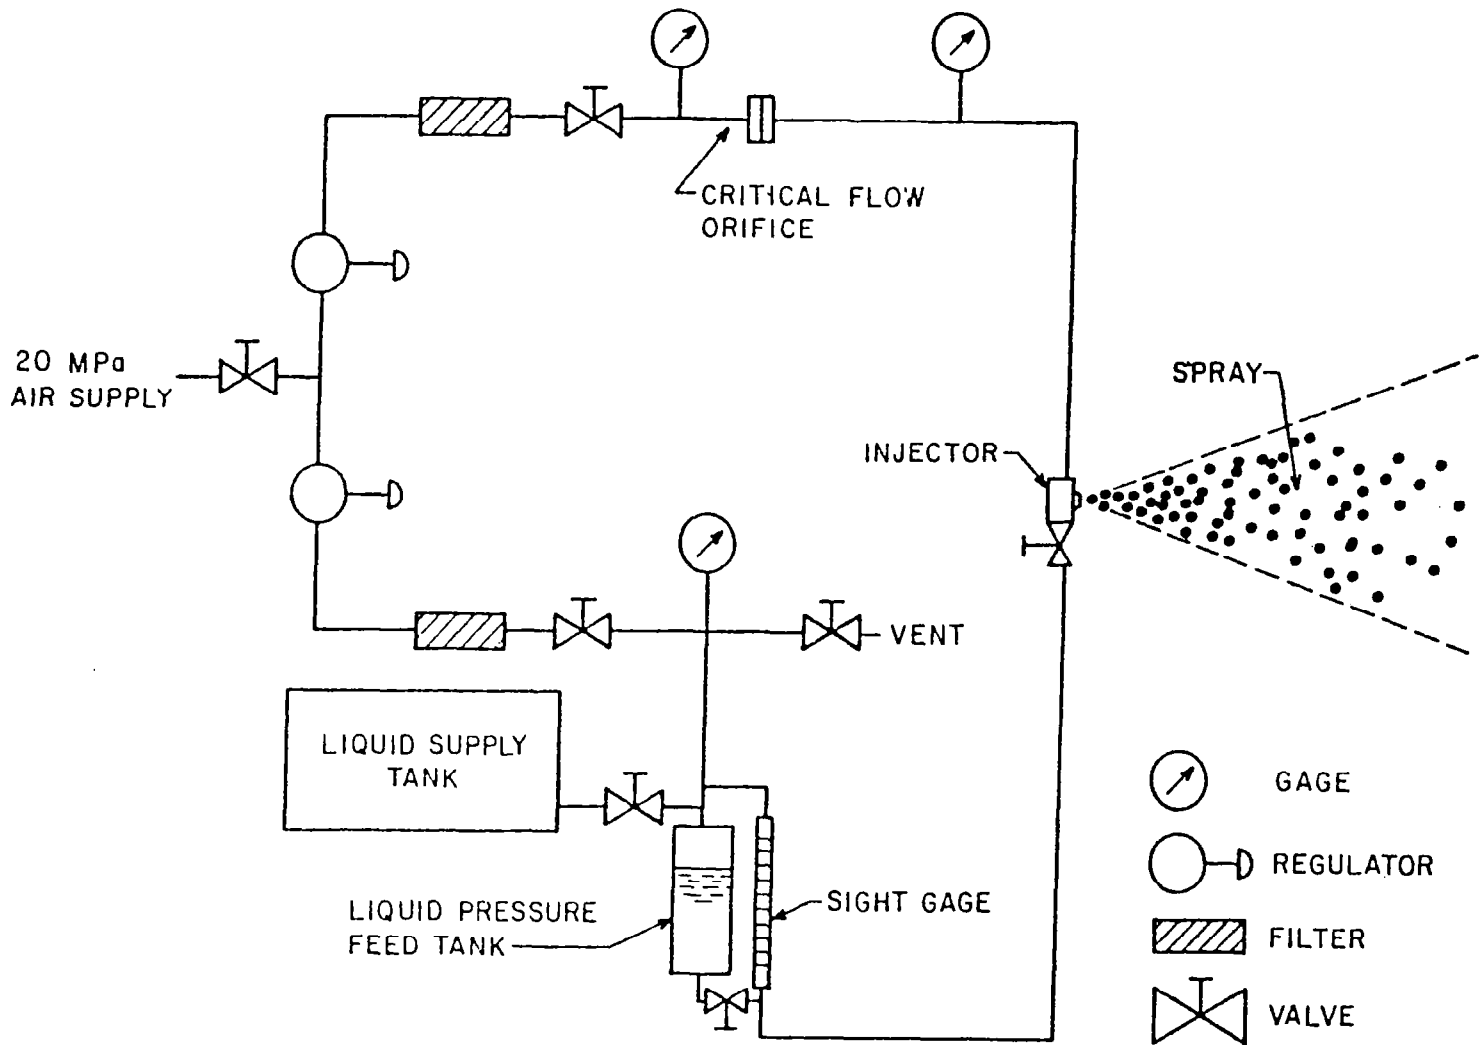 CRITICAL FLOW
ORIFICE
20 MPa
AIR SUPPLY
SPRAY
INJECTOR
VENT
LIQUID SUPPLY
TANK
GAGE
REGULATOR
LIQUID PRESSURE
FEED TANK
SIGHT GAGE
FILTER
VALVE